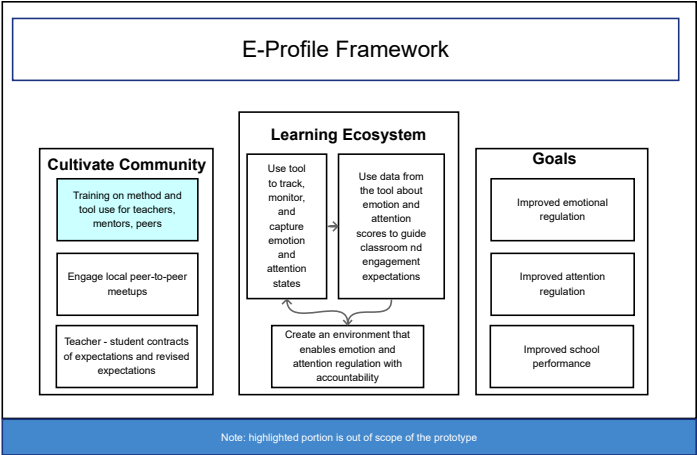 E-Profile Framework
Cultivate Community
Training on method and
tool use for teachers,
mentors, peers
Engage local peer-to-peer
meetups
Teacher - student contracts
of expectations and revised
expectations
Learning Ecosystem
Use tool
to track,
monitor,
and
capture
emotion
and
attention
states
Use data from
the tool about
emotion and
attention
scores to guide
classroom nd
engagement
expectations
Create an environment that
enables emotion and
attention regulation with
accountability
Goals
Improved emotional
regulation
Improved attention
regulation
Improved school
performance
Note: highlighted portion is out of scope of the prototype